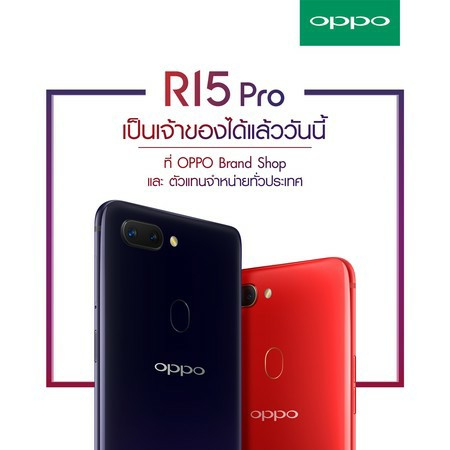 oppo
R15 Pro
เป็นเจ้าของได้แล้ววันนี้
ที่ OPPO Brand Shop
และ ตัวแทนจำหน่ายทั่วประเทศ
oppo
oppo